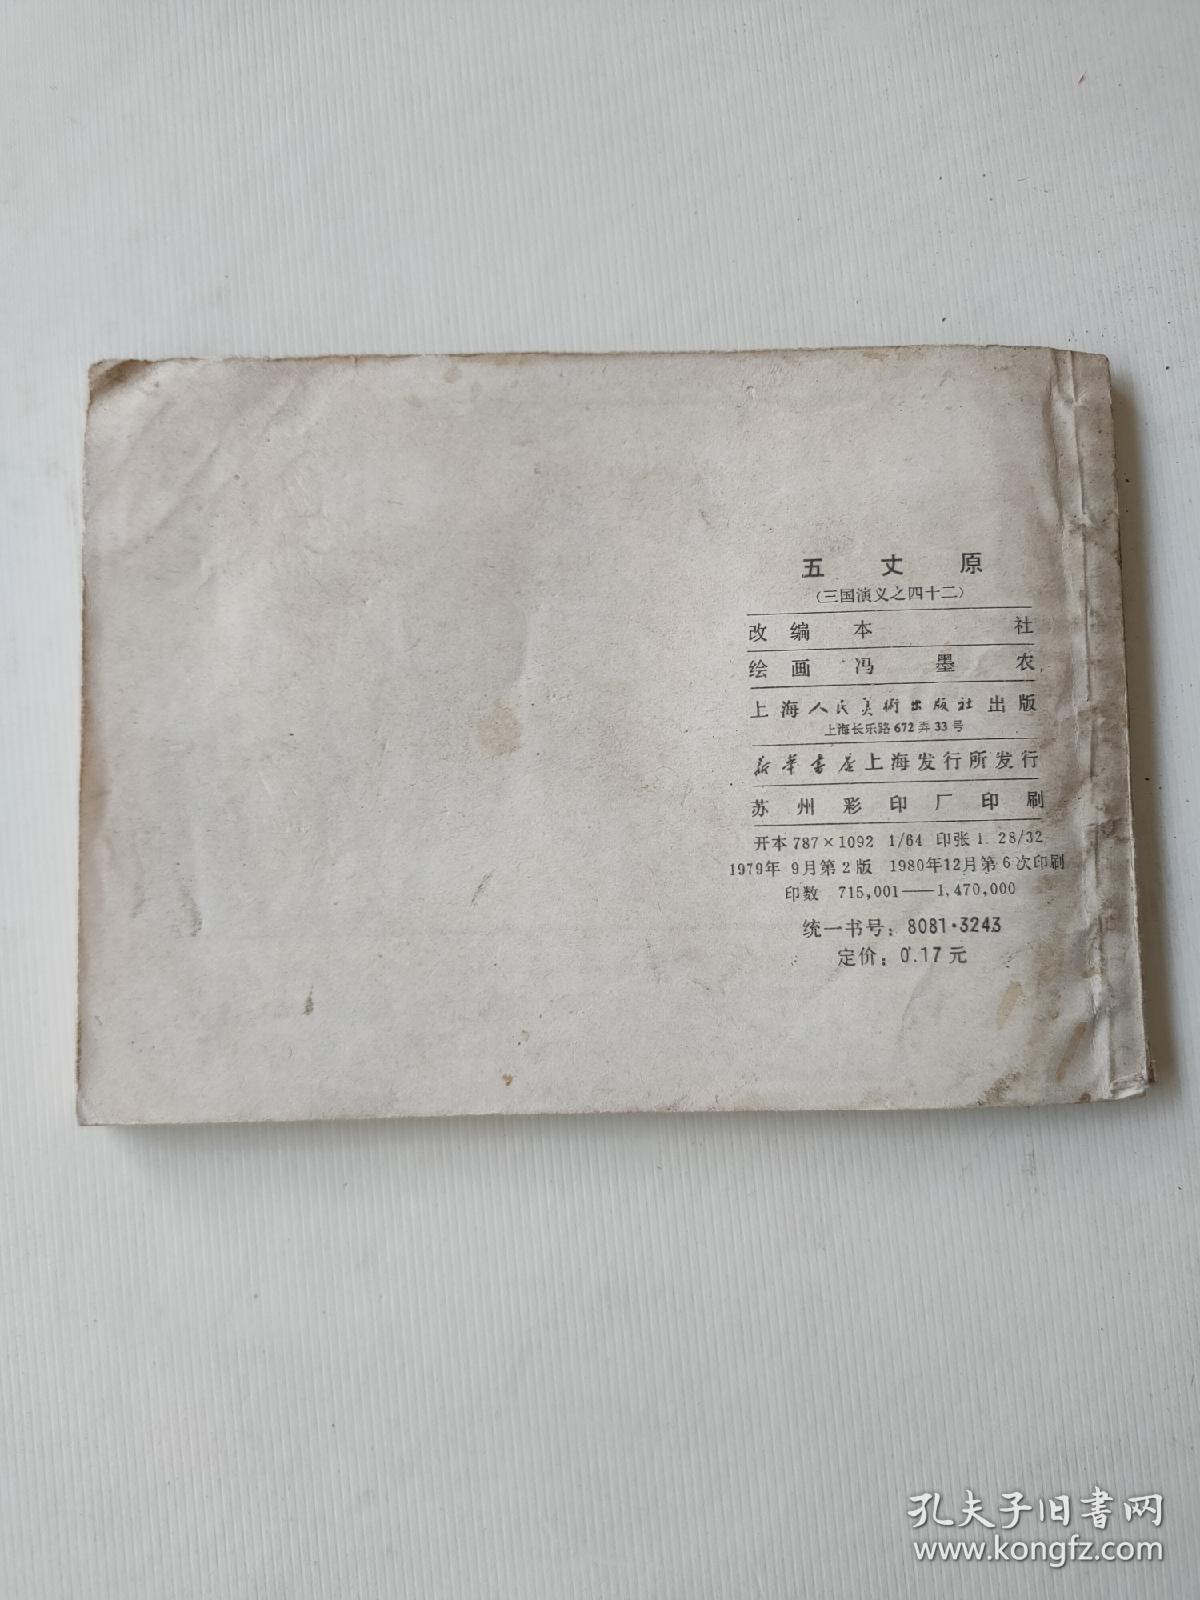 五丈原
(三国演义之四十二)
改编 本社
绘画 冯墨农
上海人民美術出版社出版
上海长乐路672弄33号
新华书店上海发行所发行
苏州彩印厂印刷
开本 787×1092 1/64 印张 1 28/32
1979年 9月第2版 1980年12月第6次印刷
印数 715,001——1,470,000
统一书号：8081·3243
定价：0.17元
孔夫子旧书网
www.kongfz.com